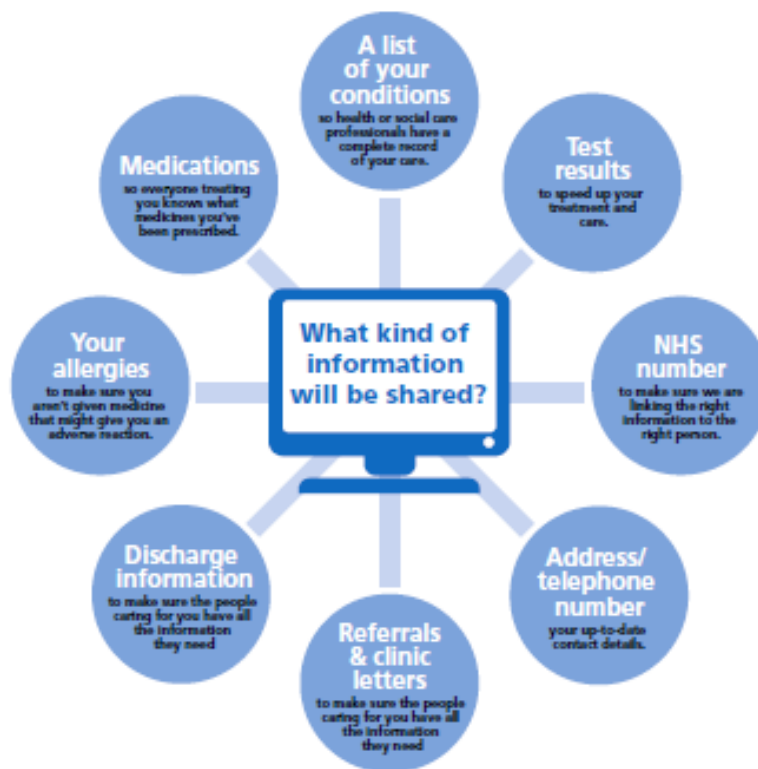 What kind of
information
will be shared?
A list
of your
conditions
so health or social care
professionals have a
complete record
of your care.
Test
results
to speed up your
treatment and
care.
NHS
number
to make sure we are
linking the right
information to the
right person.
Address/
telephone
number
your up-to-date
contact details.
Referrals
& clinic
letters
to make sure the people
caring for you have all
the information
they need
Discharge
information
to make sure the people
caring for you have all
the information
they need
Your
allergies
to make sure you
aren't given medicine
that might give you an
adverse reaction.
Medications
so everyone treating
you knows what
medicines you've
been prescribed.